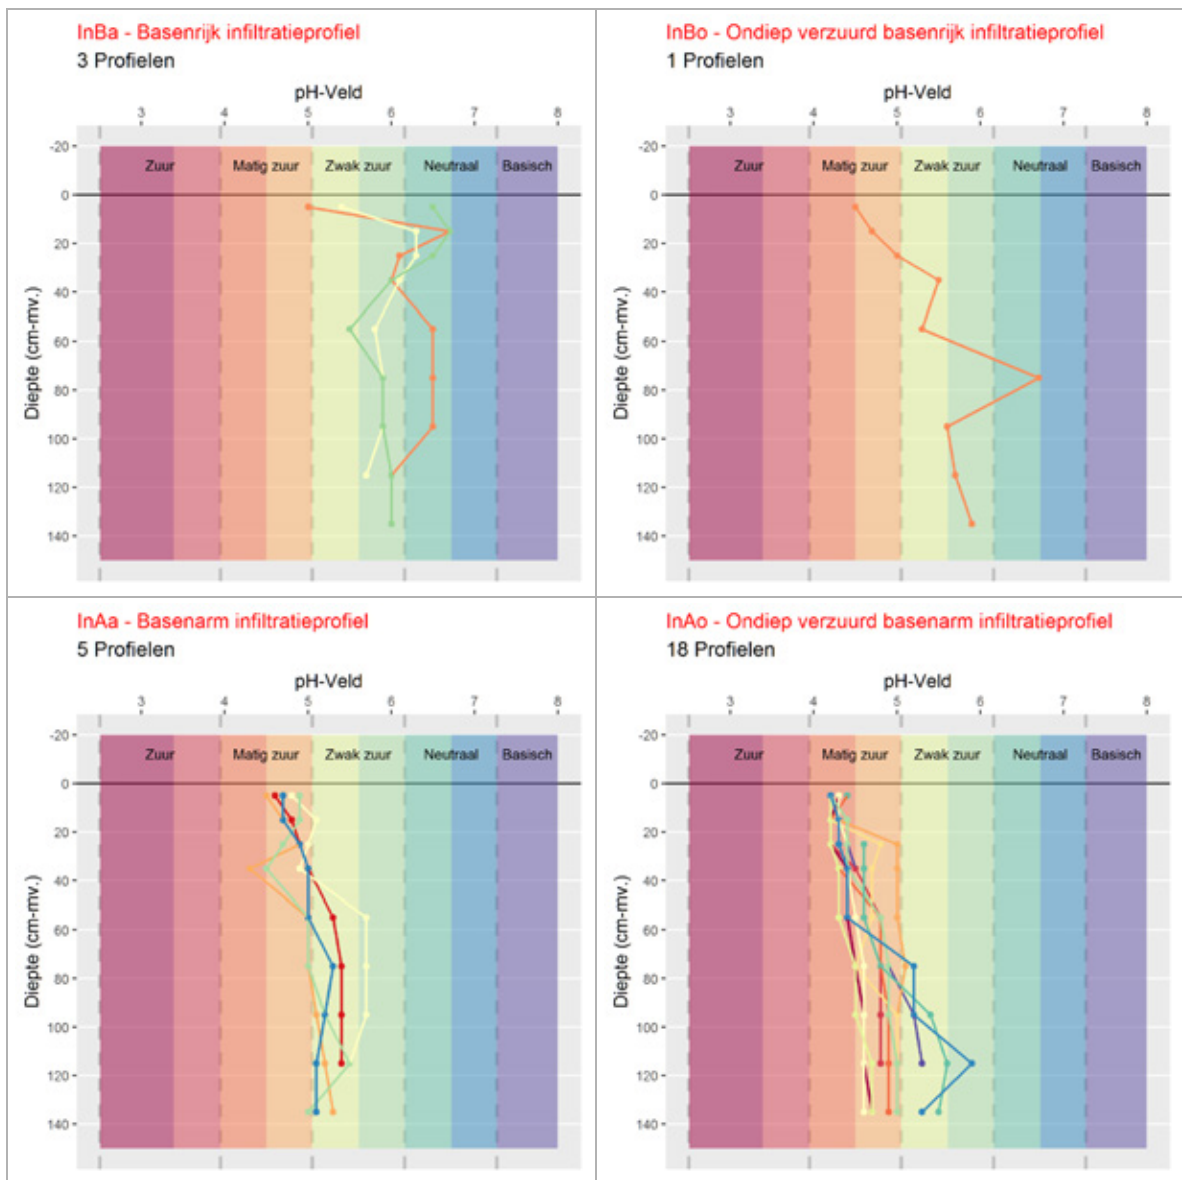 InBa - Basenrijk infiltratieprofiel
3 Profielen
pH-Veld
3 4 5 6 7 8
-20
Zuur Matig zuur Zwak zuur Neutraal Basisch
0
20
40
60
80
100
120
140
Diepte (cm-mv.)
InBo - Ondiep verzuurd basenrijk infiltratieprofiel
1 Profielen
pH-Veld
3 4 5 6 7 8
-20
Zuur Matig zuur Zwak zuur Neutraal Basisch
0
20
40
60
80
100
120
140
Diepte (cm-mv.)
InAa - Basenarm infiltratieprofiel
5 Profielen
pH-Veld
3 4 5 6 7 8
-20
Zuur Matig zuur Zwak zuur Neutraal Basisch
0
20
40
60
80
100
120
140
Diepte (cm-mv.)
InAo - Ondiep verzuurd basenarm infiltratieprofiel
18 Profielen
pH-Veld
3 4 5 6 7 8
-20
Zuur Matig zuur Zwak zuur Neutraal Basisch
0
20
40
60
80
100
120
140
Diepte (cm-mv.)